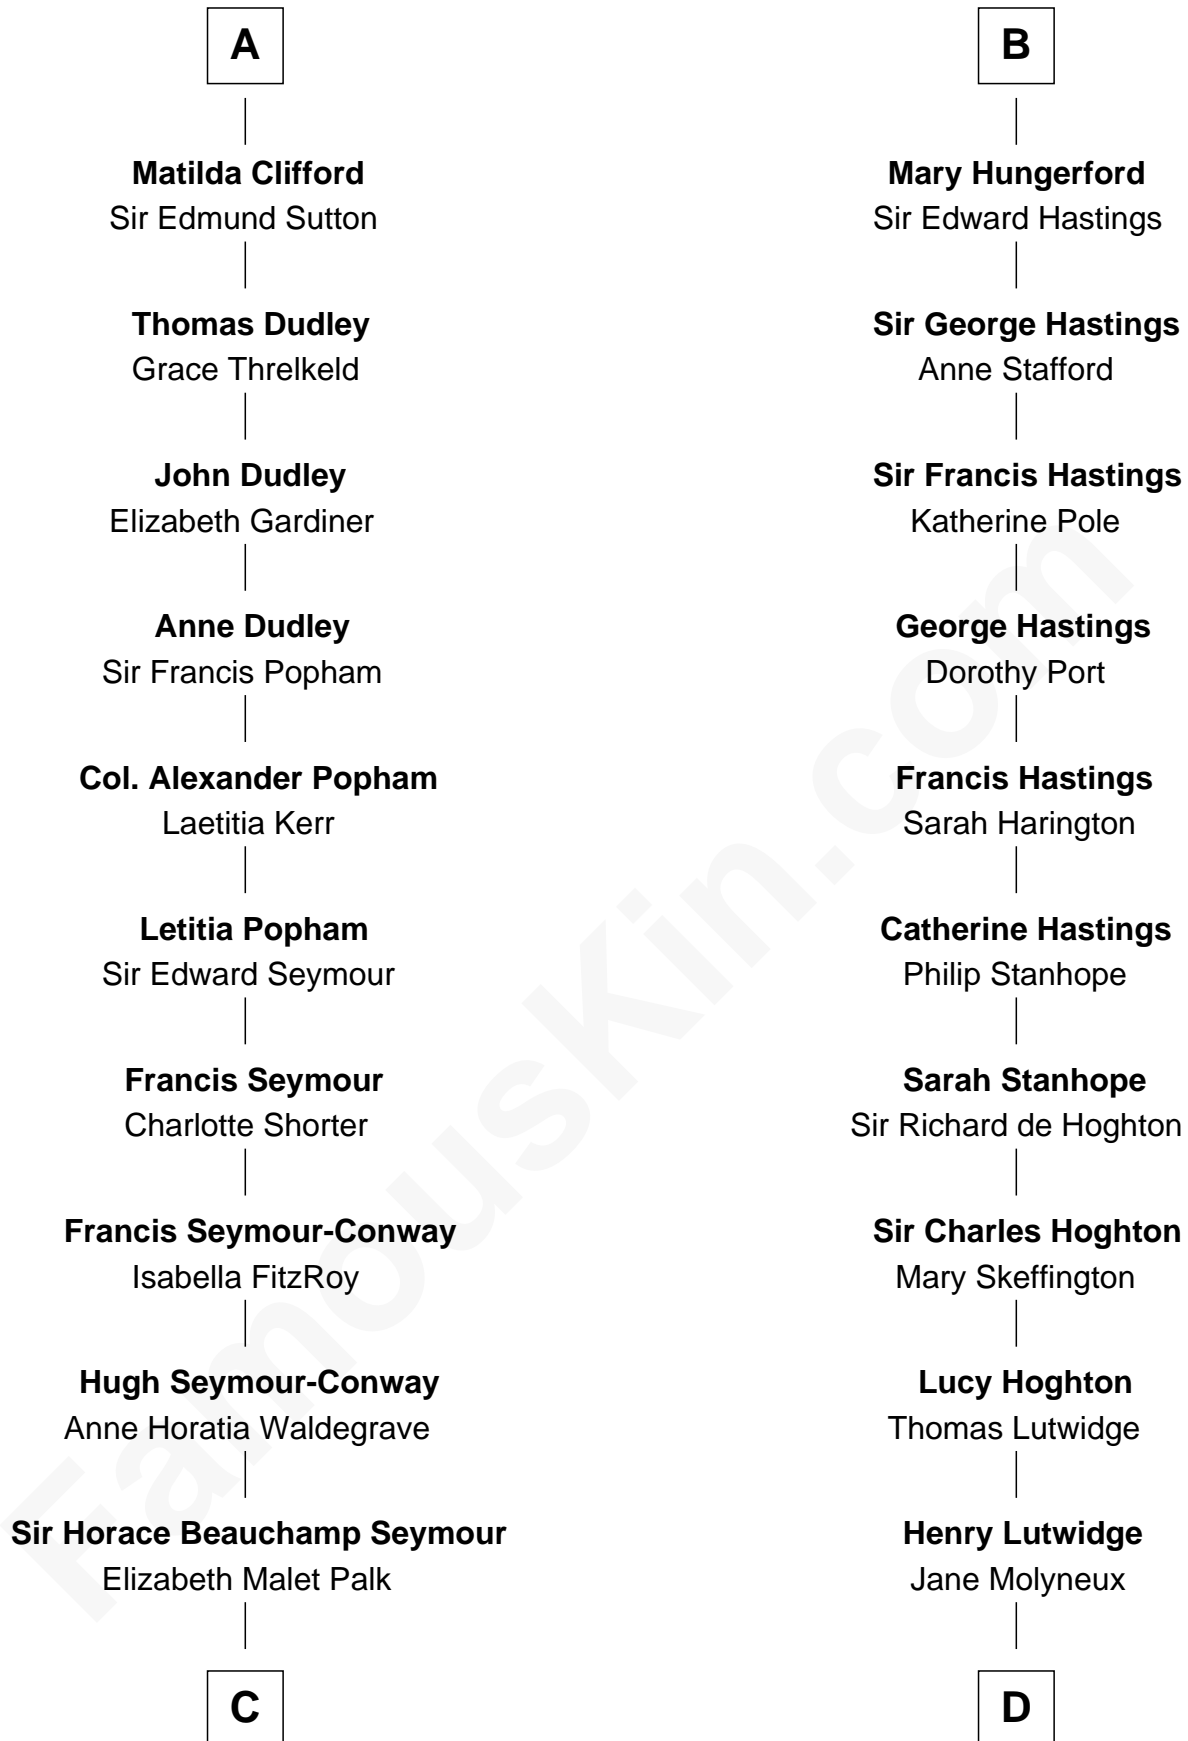 A
Matilda Clifford
Sir Edmund Sutton
Thomas Dudley
Grace Threlkeld
John Dudley
Elizabeth Gardiner
Anne Dudley
Sir Francis Popham
Col. Alexander Popham
Laetitia Kerr
Letitia Popham
Sir Edward Seymour
Francis Seymour
Charlotte Shorter
Francis Seymour-Conway
Isabella FitzRoy
Hugh Seymour-Conway
Anne Horatia Waldegrave
Sir Horace Beauchamp Seymour
Elizabeth Malet Palk
C
B
Mary Hungerford
Sir Edward Hastings
Sir George Hastings
Anne Stafford
Sir Francis Hastings
Katherine Pole
George Hastings
Dorothy Port
Francis Hastings
Sarah Harington
Catherine Hastings
Philip Stanhope
Sarah Stanhope
Sir Richard de Hoghton
Sir Charles Hoghton
Mary Skeffington
Lucy Hoghton
Thomas Lutwidge
Henry Lutwidge
Jane Molyneux
D
FamousKin.com